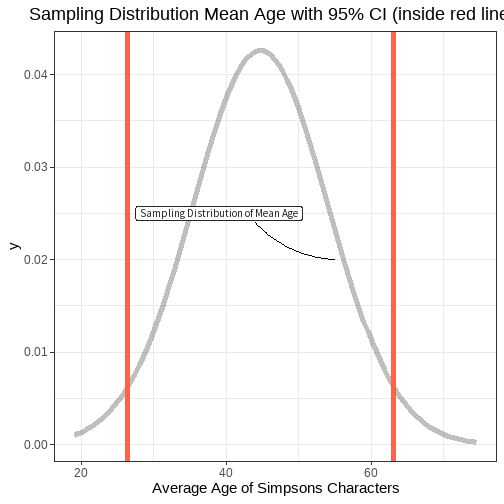 Sampling Distribution Mean Age with 95% CI (inside red line
0.04
0.03
0.02
0.01
0.00
y
Sampling Distribution of Mean Age
20 40 60
Average Age of Simpsons Characters